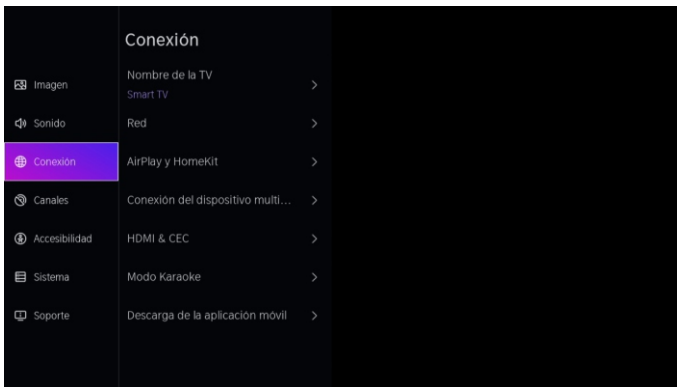 Conexión
Imagen
Sonido
Conexión
Canales
Accesibilidad
Sistema
Soporte
Nombre de la TV
Smart TV
Red
AirPlay y HomeKit
Conexión del dispositivo multi...
HDMI & CEC
Modo Karaoke
Descarga de la aplicación móvil